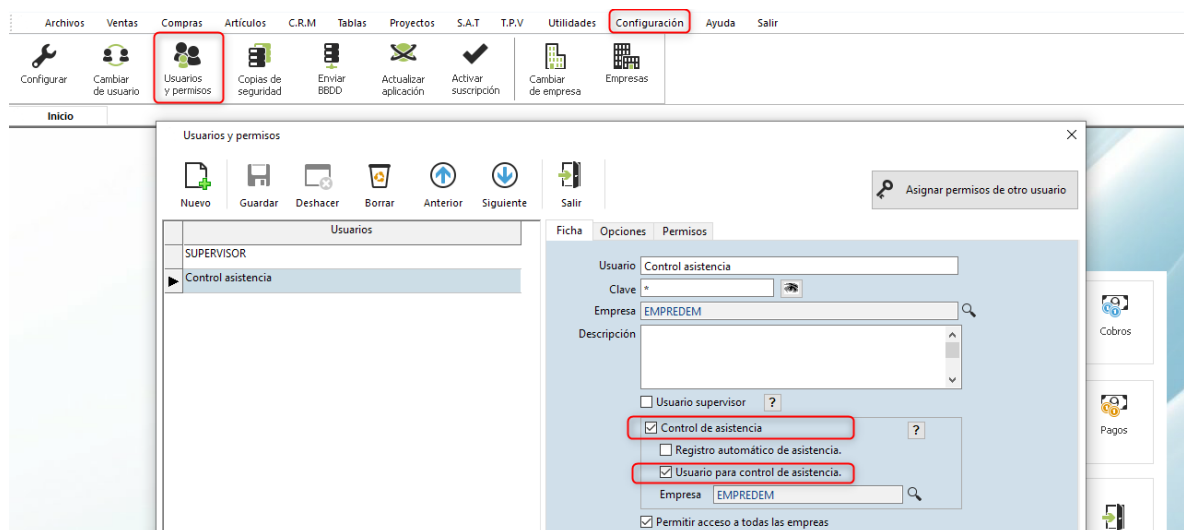 Archivos Ventas Compras Artículos C.R.M Tablas Proyectos S.A.T T.P.V Utilidades Configuración Ayuda Salir
Configurar
Cambiar
de usuario
Usuarios
y permisos
Copias de
seguridad
Enviar
BBDD
Actualizar
aplicación
Activar
suscripción
Cambiar
de empresa
Empresas
Inicio
Usuarios y permisos
Nuevo Guardar Deshacer Borrar Anterior Siguiente Salir
Asignar permisos de otro usuario
Usuarios
SUPERVISOR
Control asistencia
Ficha Opciones Permisos
Usuario Control asistencia
Clave *
Empresa EMPREDEM
Descripción
Usuario supervisor ?
Control de asistencia ?
Registro automático de asistencia.
Usuario para control de asistencia.
Empresa EMPREDEM
Permitir acceso a todas las empreas
Cobros
Pagos